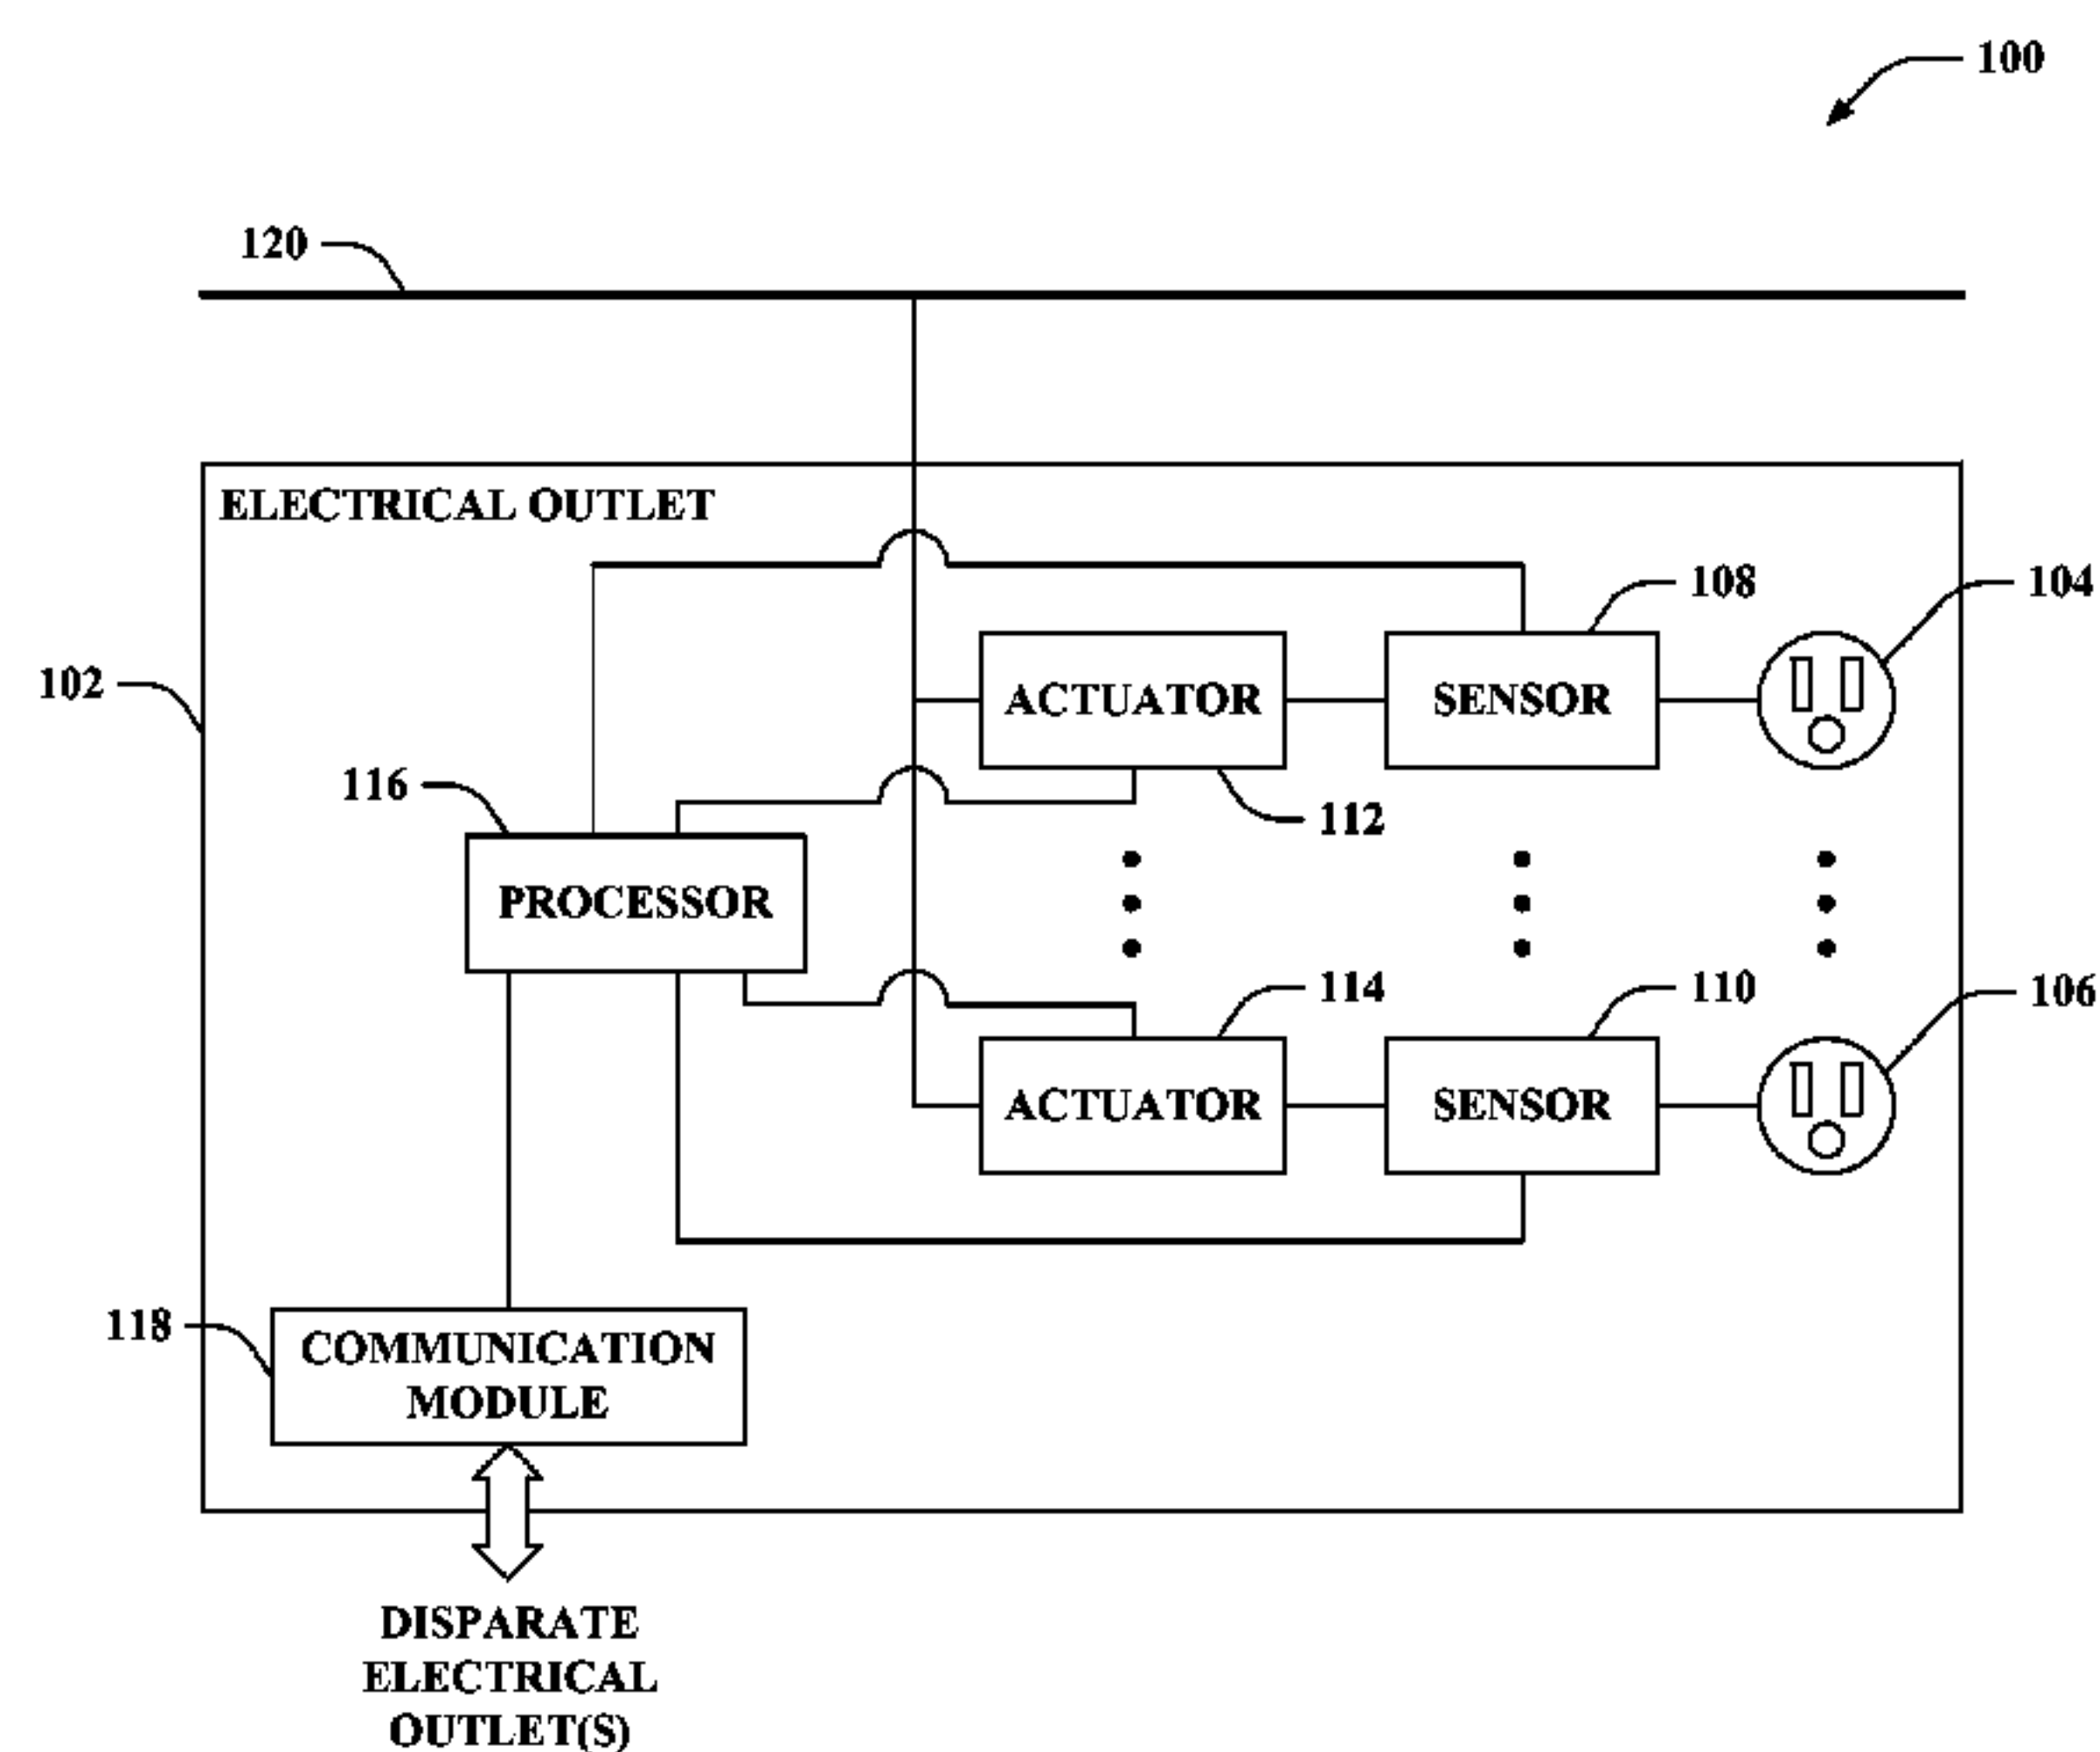 100
120
ELECTRICAL OUTLET
108
104
102
ACTUATOR
SENSOR
116
112
PROCESSOR
114
110
106
ACTUATOR
SENSOR
118
COMMUNICATION
MODULE
DISPARATE
ELECTRICAL
OUTLET(S)